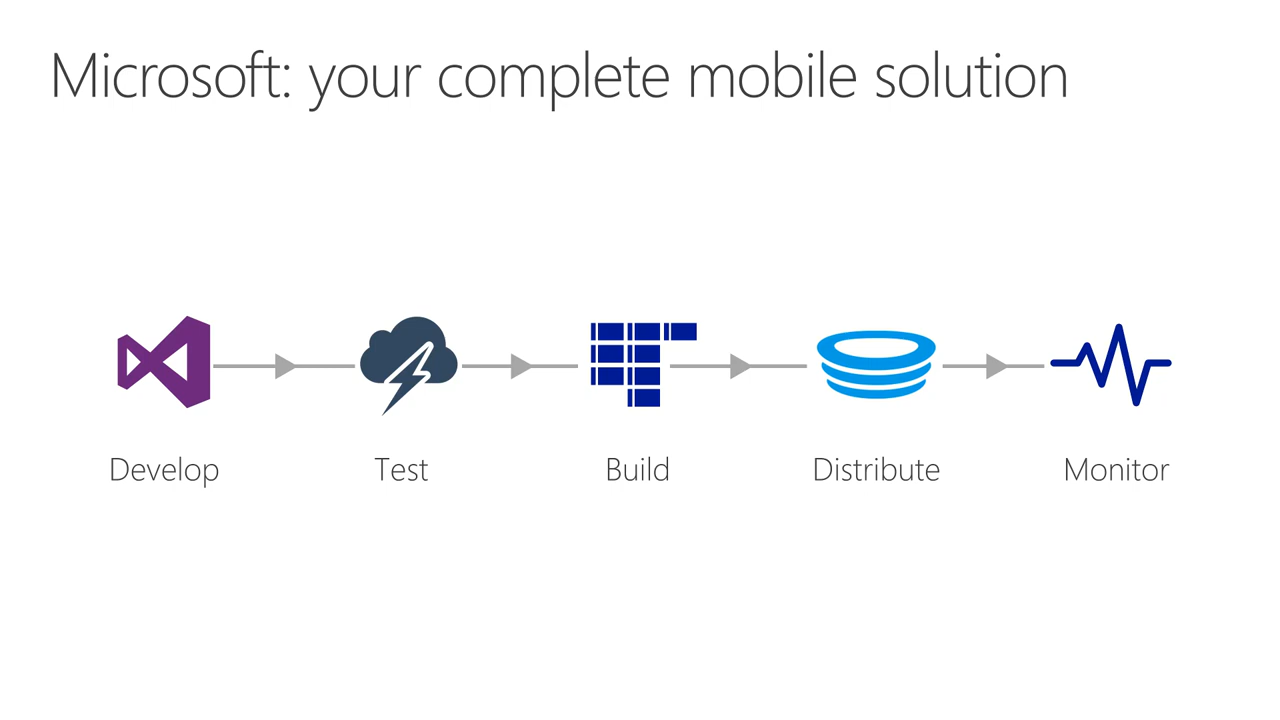 Microsoft: your complete mobile solution
Develop
Test
Build
Distribute
Monitor